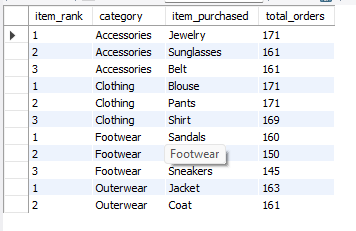 item_rank category item_purchased total_orders
1 Accessories Jewelry 171
2 Accessories Sunglasses 161
3 Accessories Belt 161
1 Clothing Blouse 171
2 Clothing Pants 171
3 Clothing Shirt 169
1 Footwear Sandals 160
2 Footwear Footwear 150
3 Footwear Sneakers 145
1 Outerwear Jacket 163
2 Outerwear Coat 161